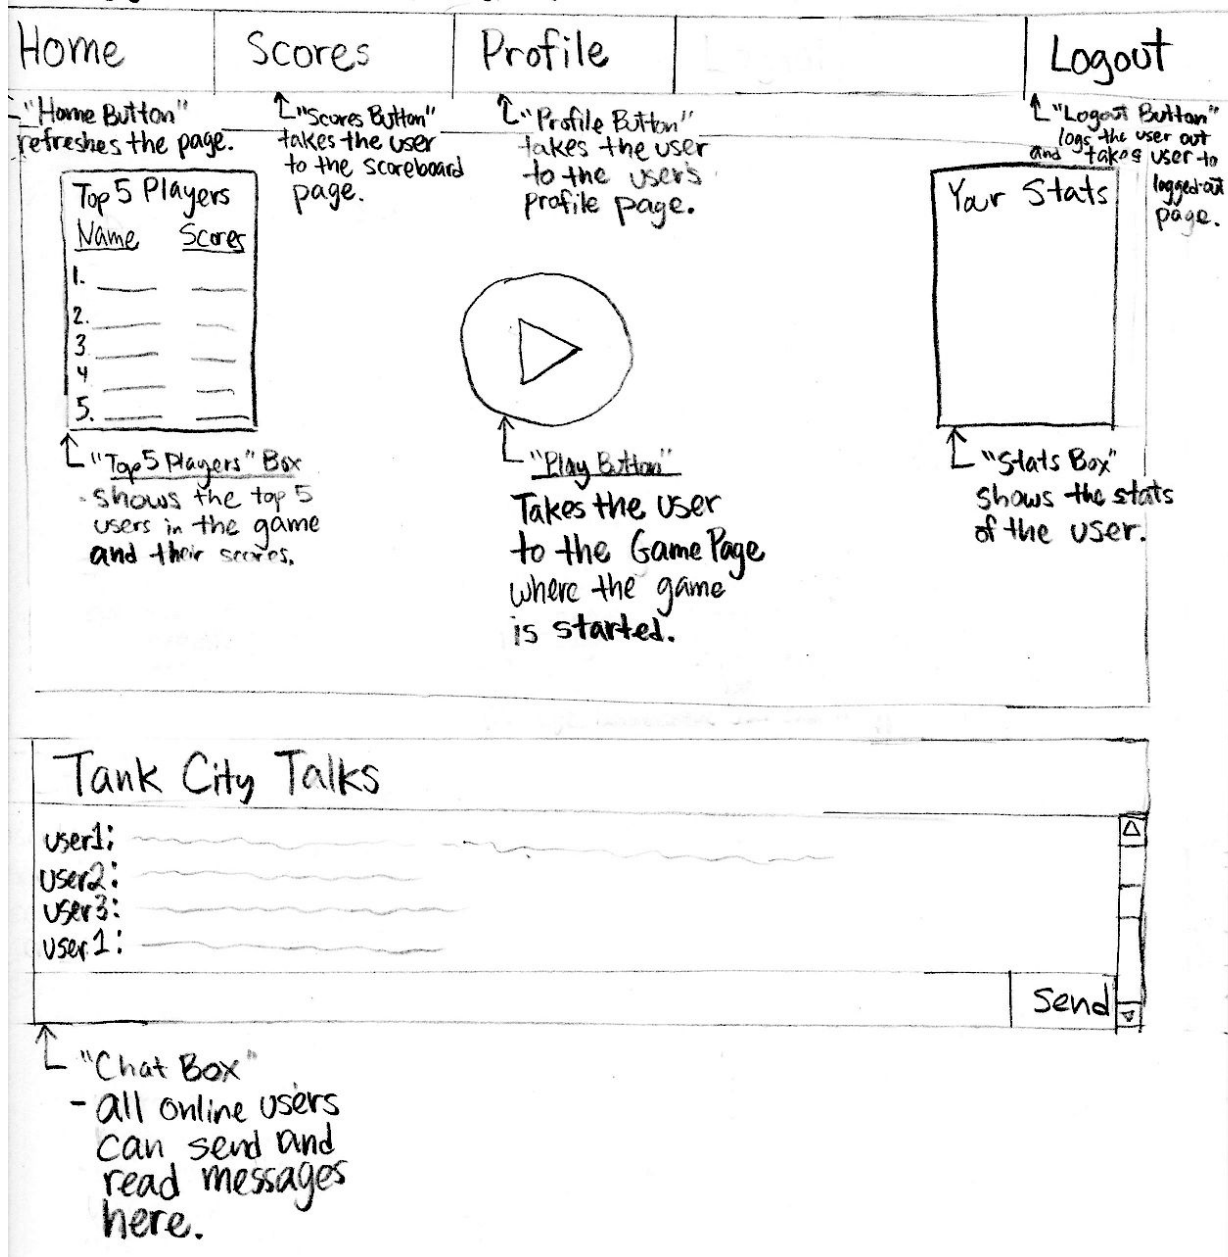 Home Scores Profile Logout
"Home Button"
refreshes the page.
"Scores Button"
takes the user
to the scoreboard
page.
"Profile Button"
takes the user
to the user's
profile page.
"Logout Button"
logs the user out
and takes user to
logged-out
page.
Top 5 Players
Name Scores
1.
2.
3
4
5.
Your Stats
"Top 5 Players" Box
- shows the top 5
users in the game
and their scores.
"Play Button"
Takes the user
to the Game Page
where the game
is started.
"Stats Box"
shows the stats
of the user.
Tank City Talks
user1:
user2:
user3:
user1:
Send
"Chat Box"
- all online users
can send and
read messages
here.